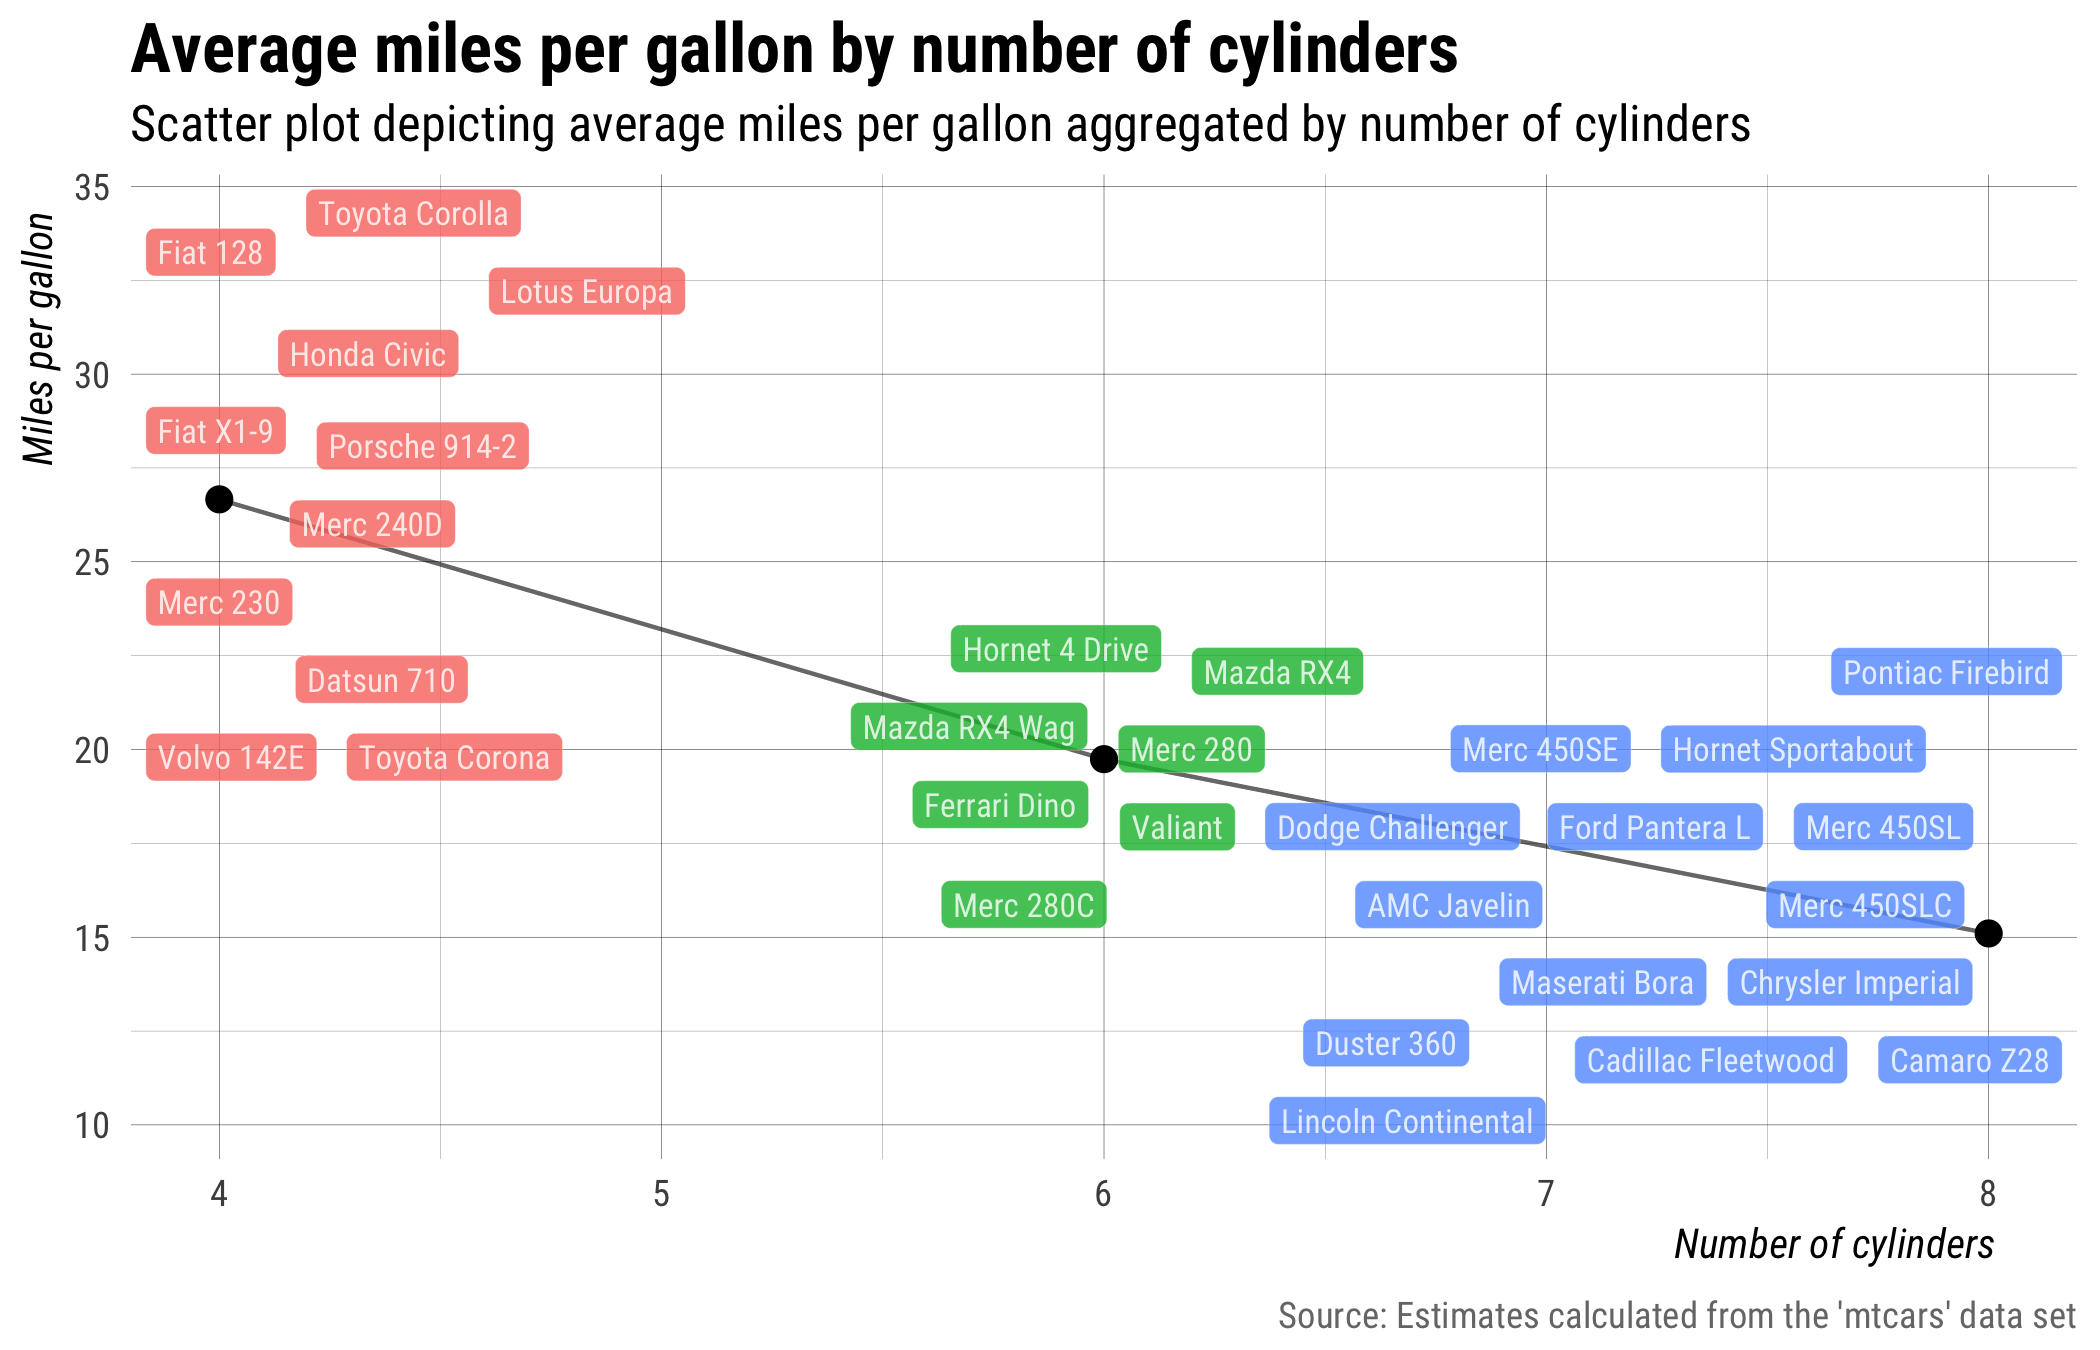 Average miles per gallon by number of cylinders
Scatter plot depicting average miles per gallon aggregated by number of cylinders
Miles per gallon
35
30
25
20
15
10
Toyota Corolla
Fiat 128
Lotus Europa
Honda Civic
Fiat X1-9
Porsche 914-2
Merc 240D
Merc 230
Datsun 710
Volvo 142E
Toyota Corona
Hornet 4 Drive
Mazda RX4
Mazda RX4 Wag
Merc 280
Ferrari Dino
Valiant
Merc 280C
Pontiac Firebird
Merc 450SE
Hornet Sportabout
Dodge Challenger
Ford Pantera L
Merc 450SL
AMC Javelin
Merc 450SLC
Maserati Bora
Chrysler Imperial
Duster 360
Cadillac Fleetwood
Camaro Z28
Lincoln Continental
4
5
6
7
8
Number of cylinders
Source: Estimates calculated from the 'mtcars' data set